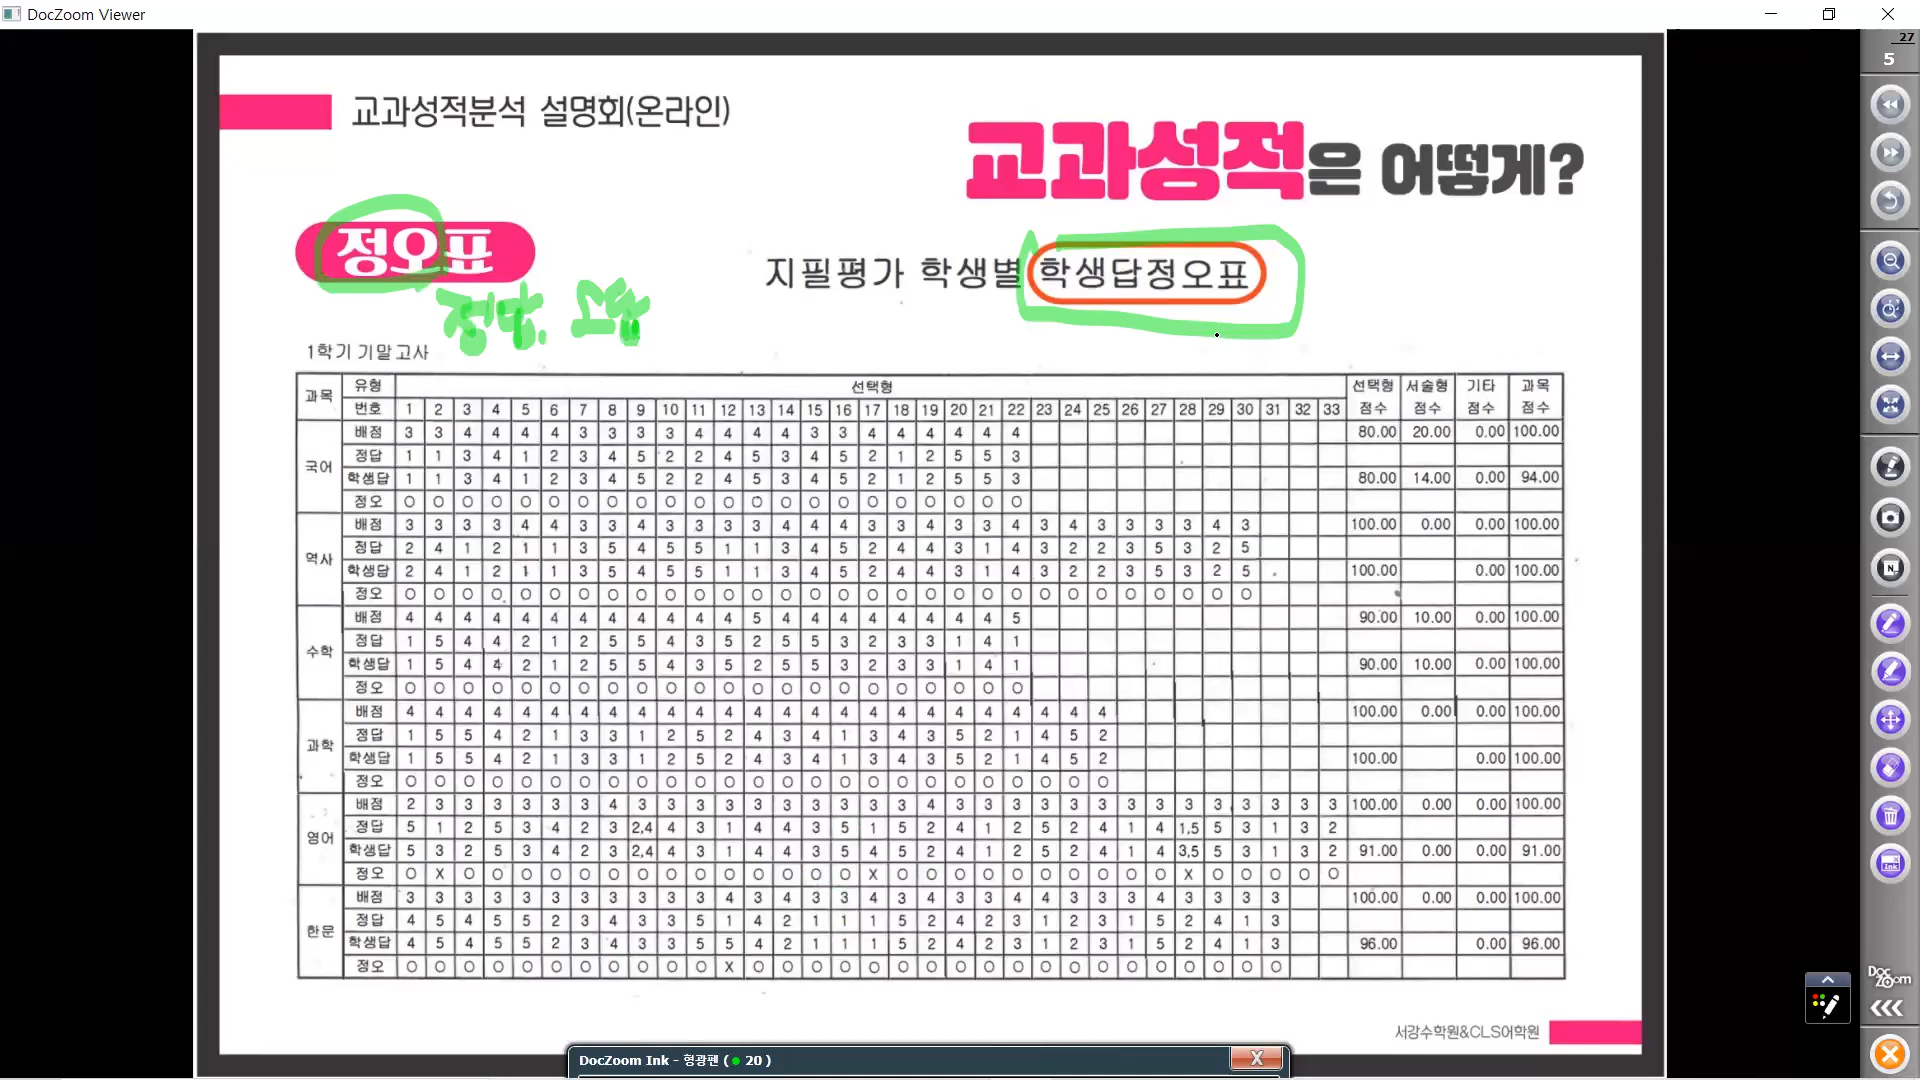 DocZoom Viewer
27
5
교과성적분석 설명회(온라인)
교과성적은 어떻게?
정오표
정답. 오답
지필평가 학생별 학생답정오표
1학기 기말고사
과목 유형 선택형 선택형 서술형 기타 과목
번호 1 2 3 4 5 6 7 8 9 10 11 12 13 14 15 16 17 18 19 20 21 22 23 24 25 26 27 28 29 30 31 32 33 점수 점수 점수 점수
국어
배점 3 3 4 4 4 4 3 3 3 3 4 4 4 4 3 3 4 4 4 4 4 4 80.00 20.00 0.00 100.00
정답 1 1 3 4 1 2 3 4 5 2 2 4 5 3 4 5 2 1 2 5 5 3
학생답 1 1 3 4 1 2 3 4 5 2 2 4 5 3 4 5 2 1 2 5 5 3 80.00 14.00 0.00 94.00
정오 O O O O O O O O O O O O O O O O O O O O O O
역사
배점 3 3 3 3 4 4 3 3 4 3 3 3 3 4 4 4 3 3 4 3 3 4 3 4 3 3 3 3 4 3 100.00 0.00 0.00 100.00
정답 2 4 1 2 1 1 3 5 4 5 5 1 1 3 4 5 2 4 4 3 1 4 3 2 2 3 5 3 2 5
학생답 2 4 1 2 1 1 3 5 4 5 5 1 1 3 4 5 2 4 4 3 1 4 3 2 2 3 5 3 2 5 100.00 0.00 100.00
정오 O O O O O O O O O O O O O O O O O O O O O O O O O O O O O O
수학
배점 4 4 4 4 4 4 4 4 4 4 4 4 5 4 4 4 4 4 4 4 4 5 90.00 10.00 0.00 100.00
정답 1 5 4 4 2 1 2 5 5 4 3 5 2 5 5 3 2 3 3 1 4 1
학생답 1 5 4 4 2 1 2 5 5 4 3 5 2 5 5 3 2 3 3 1 4 1 90.00 10.00 0.00 100.00
정오 O O O O O O O O O O O O O O O O O O O O O O
과학
배점 4 4 4 4 4 4 4 4 4 4 4 4 4 4 4 4 4 4 4 4 4 4 4 4 4 100.00 0.00 0.00 100.00
정답 1 5 5 4 2 1 3 3 1 2 5 2 4 3 4 1 3 4 3 5 2 1 4 5 2
학생답 1 5 5 4 2 1 3 3 1 2 5 2 4 3 4 1 3 4 3 5 2 1 4 5 2 100.00 0.00 100.00
정오 O O O O O O O O O O O O O O O O O O O O O O O O O
영어
배점 2 3 3 3 3 3 3 4 3 3 3 3 3 3 3 3 3 3 4 3 3 3 3 3 3 3 3 3 3 3 3 3 3 100.00 0.00 0.00 100.00
정답 5 1 2 5 3 4 2 3 2,4 4 3 1 4 4 3 5 1 5 2 4 1 2 5 2 4 1 4 1,5 5 3 1 3 2
학생답 5 3 2 5 3 4 2 3 2,4 4 3 1 4 4 3 5 4 5 2 4 1 2 5 2 4 1 4 3,5 5 3 1 3 2 91.00 0.00 0.00 91.00
정오 O X O O O O O O O O O O O O O O X O O O O O O O O O O X O O O O O
한문
배점 3 3 3 3 3 3 3 3 3 3 3 4 3 4 3 3 4 3 4 3 3 4 4 3 3 3 4 3 3 3 3 100.00 0.00 0.00 100.00
정답 4 5 4 5 5 2 3 4 3 3 5 1 4 2 1 1 1 5 2 4 2 3 1 2 3 1 5 2 4 1 3
학생답 4 5 4 5 5 2 3 4 3 3 5 5 4 2 1 1 1 5 2 4 2 3 1 2 3 1 5 2 4 1 3 96.00 0.00 96.00
정오 O O O O O O O O O O O X O O O O O O O O O O O O O O O O O O O
서강수학원&CLS어학원
DocZoom Ink - 형광펜 ( 20 )
X
N
Ink
Doc Zoom